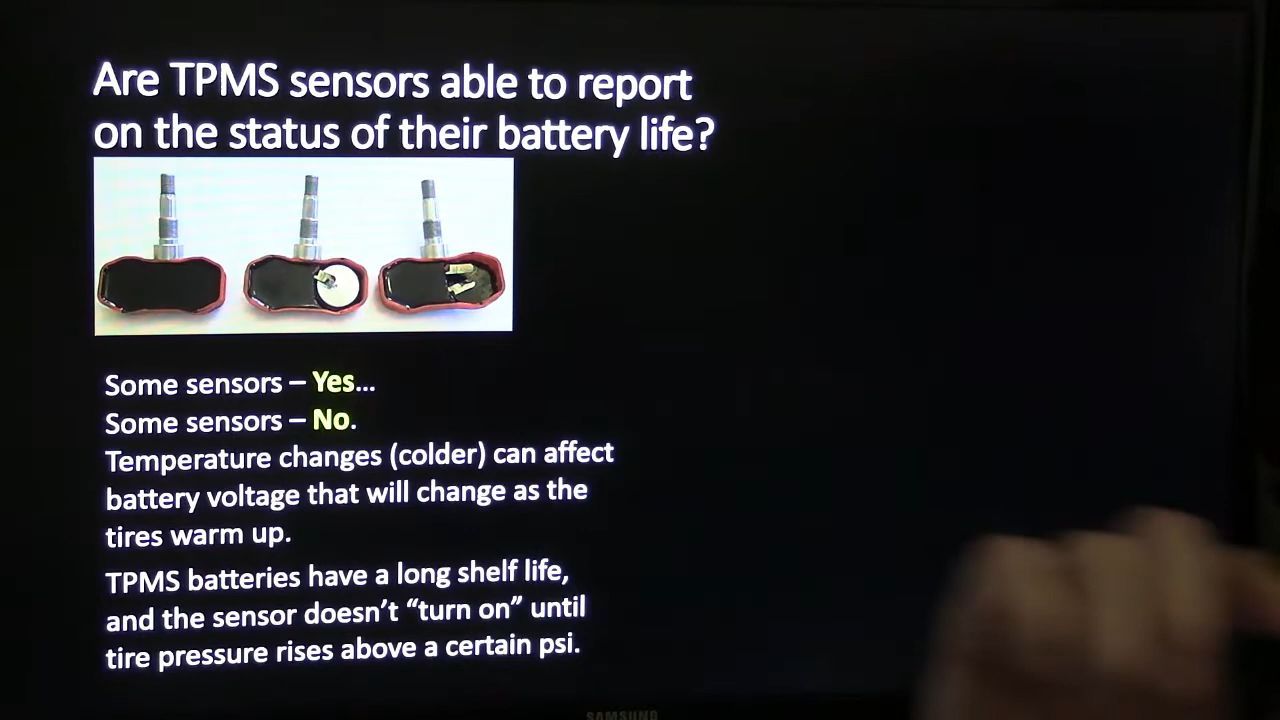 Are TPMS sensors able to report
on the status of their battery life?
Some sensors – Yes...
Some sensors – No.
Temperature changes (colder) can affect
battery voltage that will change as the
tires warm up.
TPMS batteries have a long shelf life,
and the sensor doesn’t “turn on” until
tire pressure rises above a certain psi.
SAMSUNG